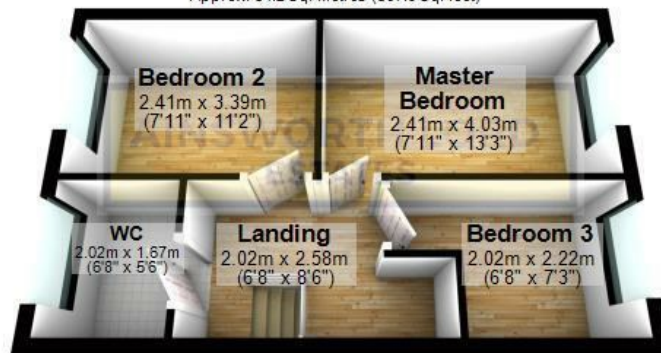 Bedroom 2
2.41m x 3.39m
(7'11" x 11'2")
Master
Bedroom
2.41m x 4.03m
(7'11" x 13'3")
WC
2.02m x 1.67m
(6'8" x 5'6")
Landing
2.02m x 2.58m
(6'8" x 8'6")
Bedroom 3
2.02m x 2.22m
(6'8" x 7'3")